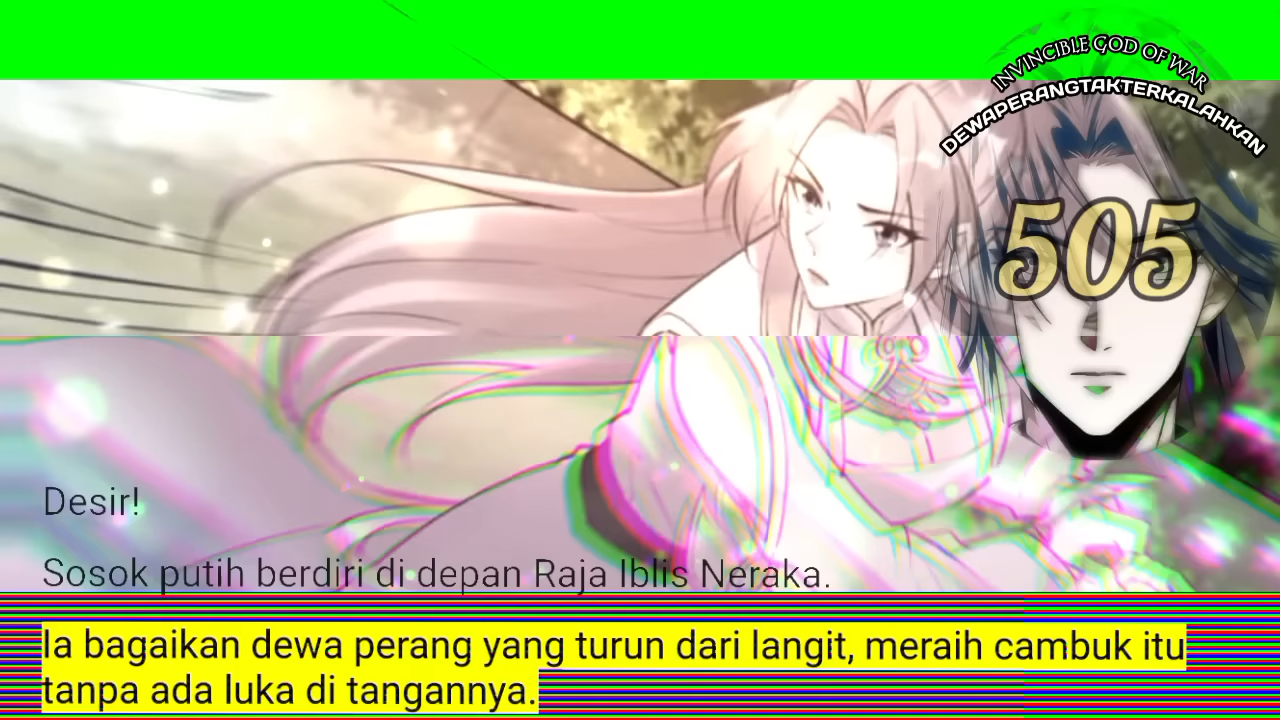 INVINCIBLE GOD OF WAR
DEWAPERANGTAKTERKALAHKAN
505
Desir!
Sosok putih berdiri di depan Raja Iblis Neraka.
Ia bagaikan dewa perang yang turun dari langit, meraih cambuk itu
tanpa ada luka di tangannya.